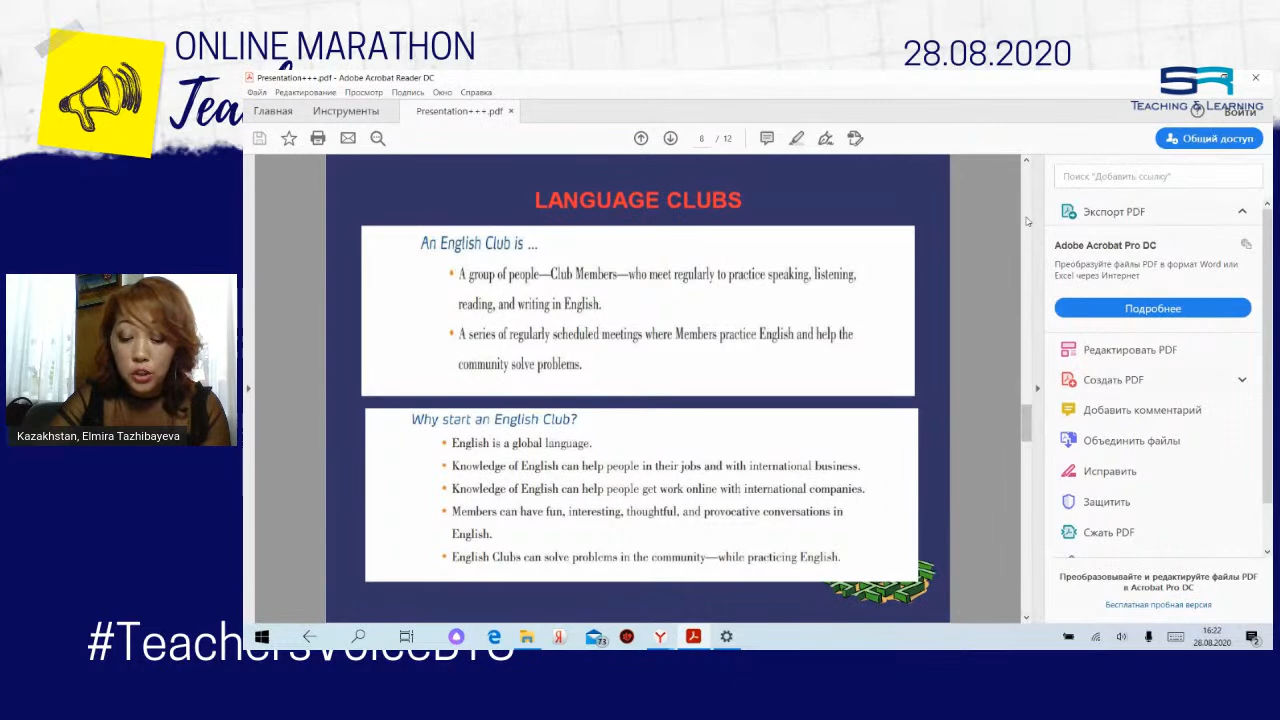 ONLINE MARATHON
28.08.2020
Presentation+++.pdf - Adobe Acrobat Reader DC
Файл Редактирование Просмотр Подпись Окно Справка
TEACHING & LEARNING
Главная Инструменты Presentation+++.pdf × Войти
8 / 12 Общий доступ
LANGUAGE CLUBS
An English Club is ...
• A group of people—Club Members—who meet regularly to practice speaking, listening,
reading, and writing in English.
• A series of regularly scheduled meetings where Members practice English and help the
community solve problems.
Why start an English Club?
• English is a global language.
• Knowledge of English can help people in their jobs and with international business.
• Knowledge of English can help people get work online with international companies.
• Members can have fun, interesting, thoughtful, and provocative conversations in
English.
• English Clubs can solve problems in the community—while practicing English.
Поиск "Добавить ссылку"
Экспорт PDF
Adobe Acrobat Pro DC
Преобразуйте файлы PDF в формат Word или
Excel через Интернет
Подробнее
Редактировать PDF
Создать PDF
Добавить комментарий
Объединить файлы
Исправить
Защитить
Сжать PDF
Преобразовывайте и редактируйте файлы PDF
в Acrobat Pro DC
Бесплатная пробная версия
Kazakhstan, Elmira Tazhibayeva
73
16:22
28.08.2020
2